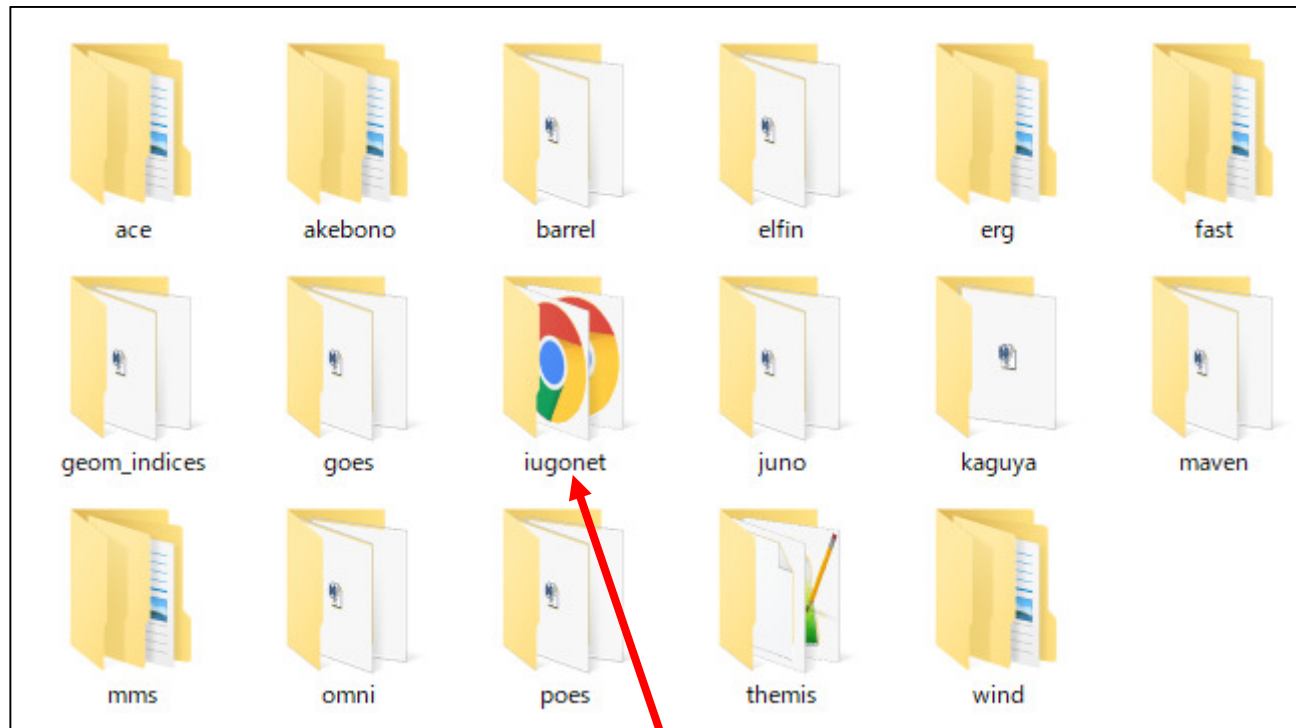 ace akebono barrel elfin erg fast
geom_indices goes iugonet juno kaguya maven
mms omni poes themis wind